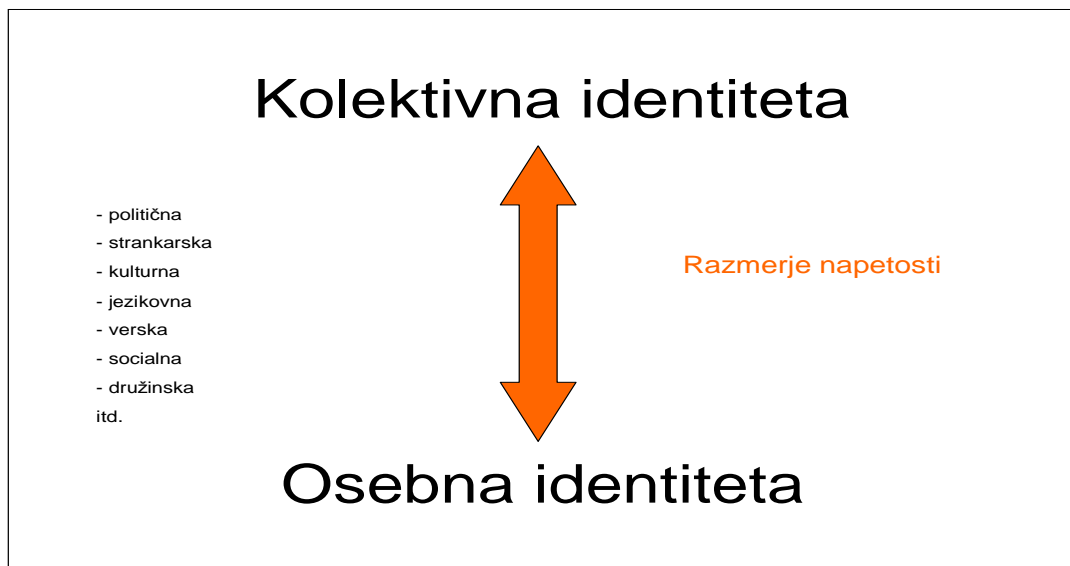 Kolektivna identiteta
- politična
- strankarska
- kulturna
- jezikovna
- verska
- socialna
- družinska
itd.
Razmerje napetosti
Osebna identiteta